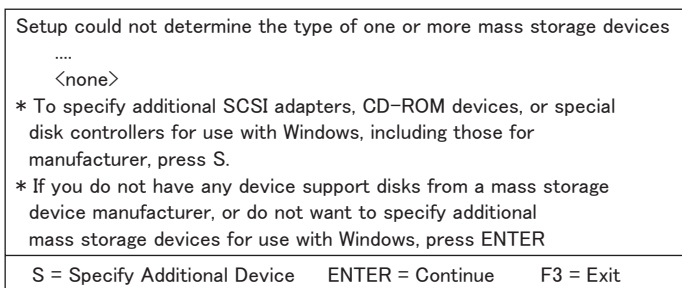 Setup could not determine the type of one or more mass storage devices
....
<none>
* To specify additional SCSI adapters, CD-ROM devices, or special
disk controllers for use with Windows, including those for
manufacturer, press S.
* If you do not have any device support disks from a mass storage
device manufacturer, or do not want to specify additional
mass storage devices for use with Windows, press ENTER
S = Specify Additional Device ENTER = Continue F3 = Exit